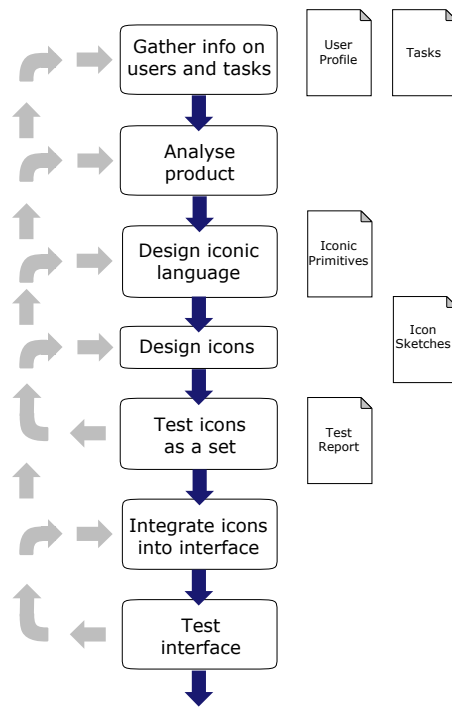 Gather info on
users and tasks
User
Profile
Tasks
Analyse
product
Design iconic
language
Iconic
Primitives
Design icons
Icon
Sketches
Test icons
as a set
Test
Report
Integrate icons
into interface
Test
interface